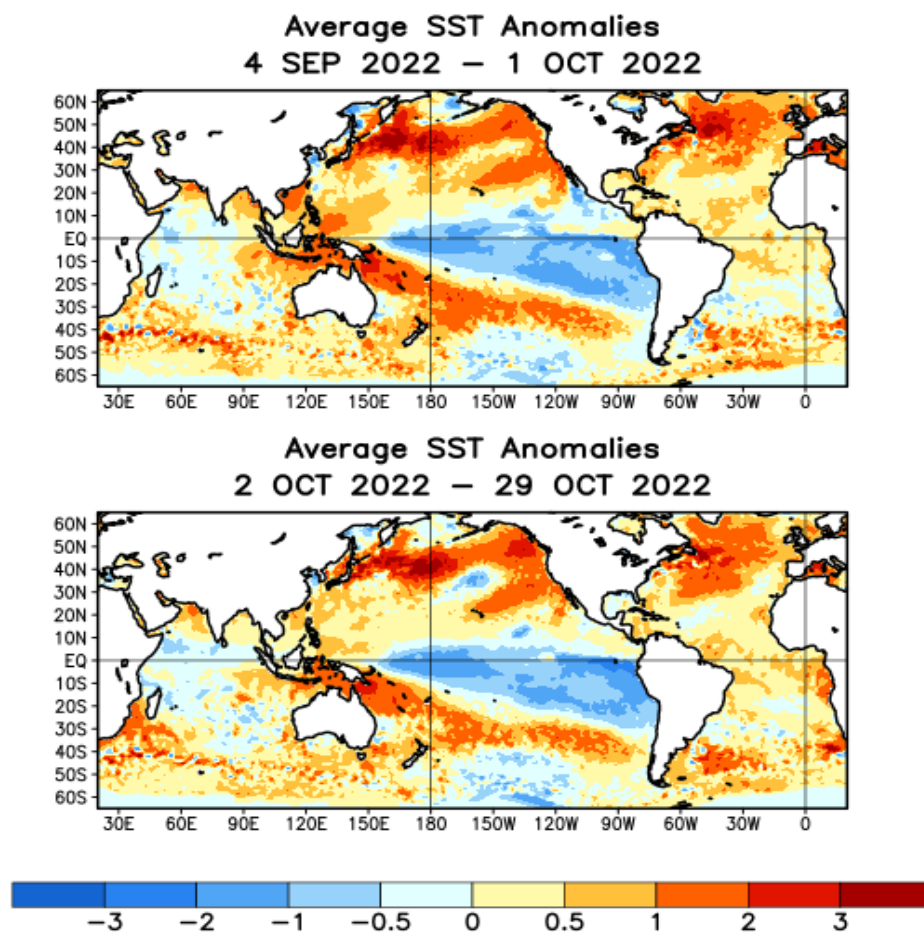 Average SST Anomalies
4 SEP 2022 – 1 OCT 2022
60N
50N
40N
30N
20N
10N
EQ
10S
20S
30S
40S
50S
60S
30E 60E 90E 120E 150E 180 150W 120W 90W 60W 30W 0
Average SST Anomalies
2 OCT 2022 – 29 OCT 2022
60N
50N
40N
30N
20N
10N
EQ
10S
20S
30S
40S
50S
60S
30E 60E 90E 120E 150E 180 150W 120W 90W 60W 30W 0
−3 −2 −1 −0.5 0 0.5 1 2 3